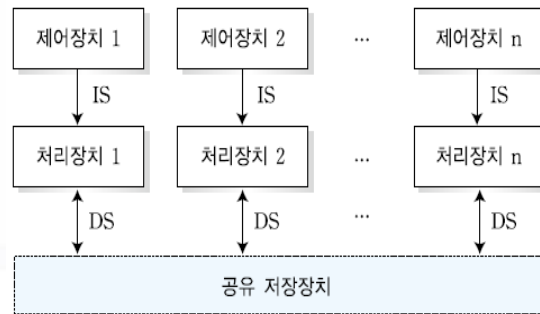 제어장치 1 제어장치 2 ... 제어장치 n
IS IS IS
처리장치 1 처리장치 2 ... 처리장치 n
DS DS ... DS
공유 저장장치